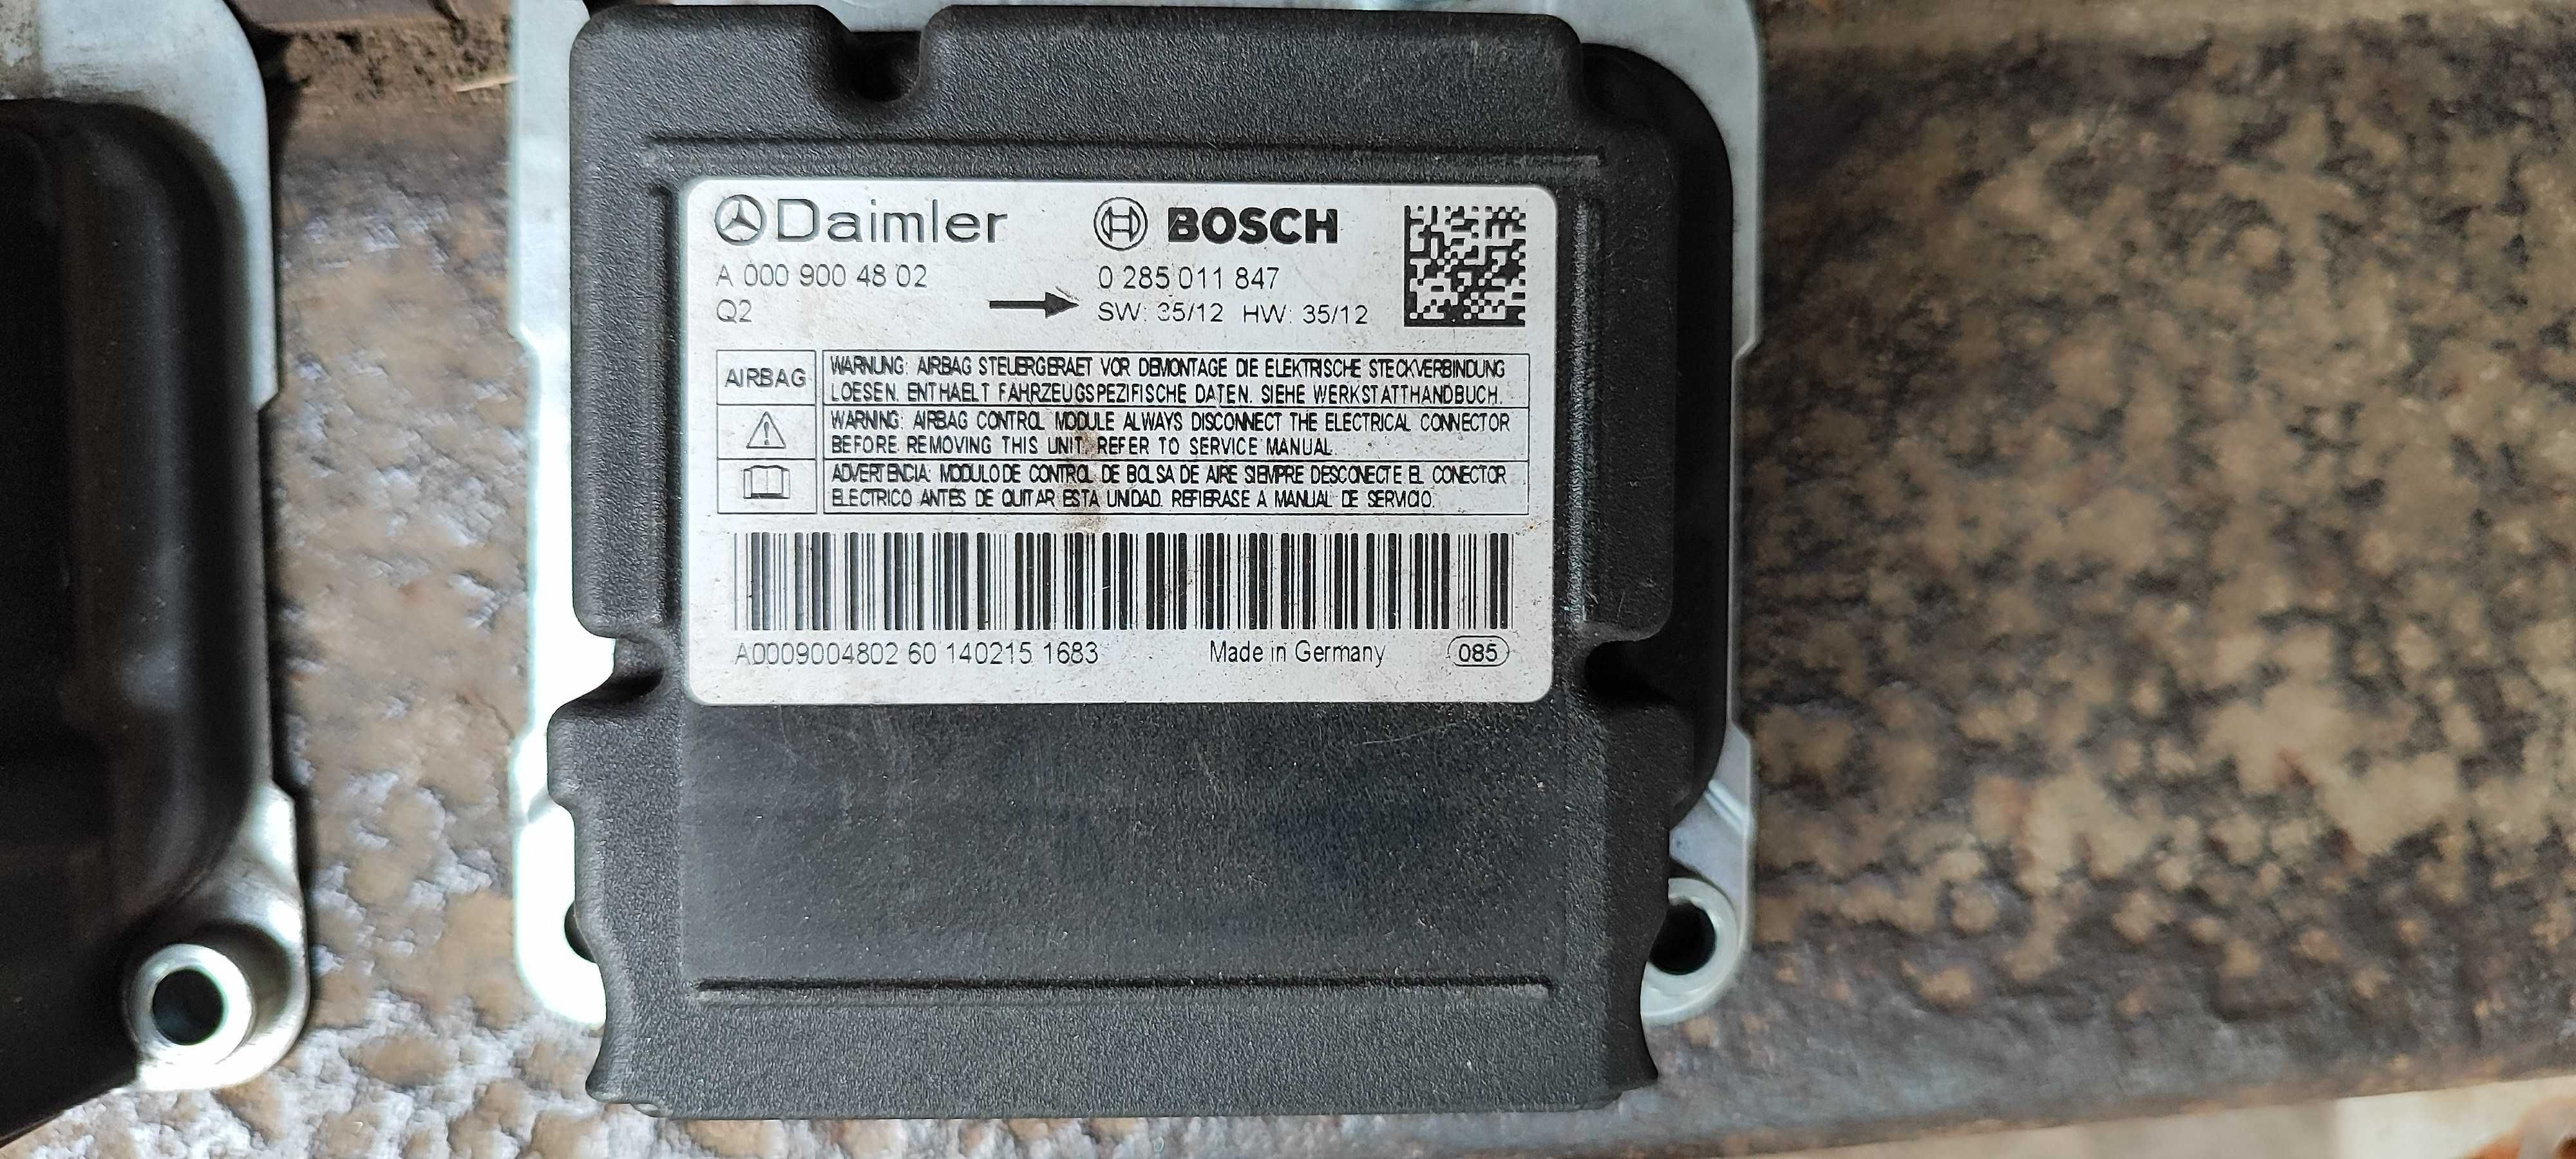 Daimler
BOSCH
A 000 900 48 02
0 285 011 847
Q2
SW: 35/12 HW: 35/12
AIRBAG
WARNUNG: AIRBAG STEUERGERAET VOR DEMONTAGE DIE ELEKTRISCHE STECKVERBINDUNG
LOESEN. ENTHAELT FAHRZEUGSPEZIFISCHE DATEN. SIEHE WERKSTATTHANDBUCH.
WARNING: AIRBAG CONTROL MODULE ALWAYS DISCONNECT THE ELECTRICAL CONNECTOR
BEFORE REMOVING THIS UNIT. REFER TO SERVICE MANUAL.
ADVERTENCIA: MODULO DE CONTROL DE BOLSA DE AIRE SIEMPRE DESCONECTE EL CONECTOR
ELECTRICO ANTES DE QUITAR ESTA UNIDAD. REFIERASE A MANUAL DE SERVICIO.
A0009004802 60 140215 1683
Made in Germany
085